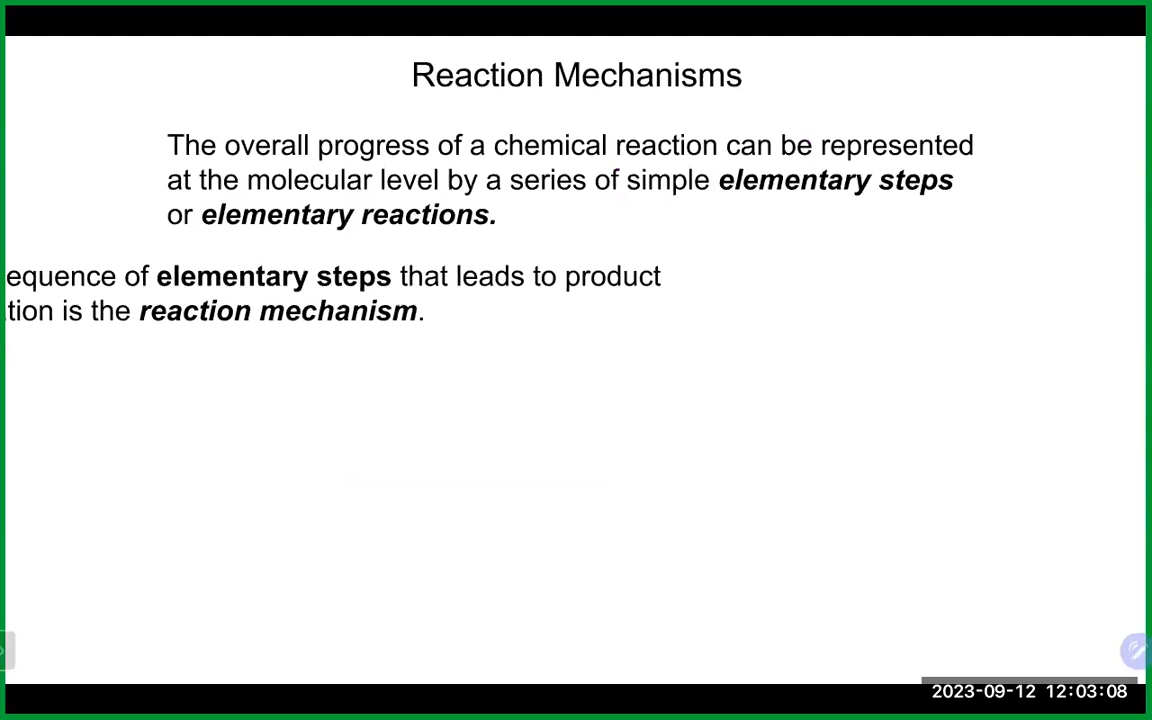 Reaction Mechanisms
The overall progress of a chemical reaction can be represented
at the molecular level by a series of simple elementary steps
or elementary reactions.
equence of elementary steps that leads to product
tion is the reaction mechanism.
2023-09-12 12:03:08